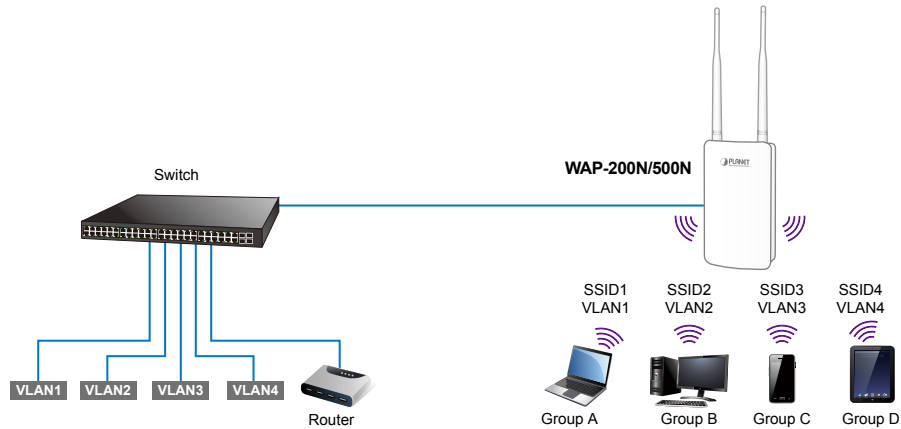 PLANET
WAP-200N/500N
Switch
SSID1
VLAN1
SSID2
VLAN2
SSID3
VLAN3
SSID4
VLAN4
VLAN1
VLAN2
VLAN3
VLAN4
Router
Group A
Group B
Group C
Group D